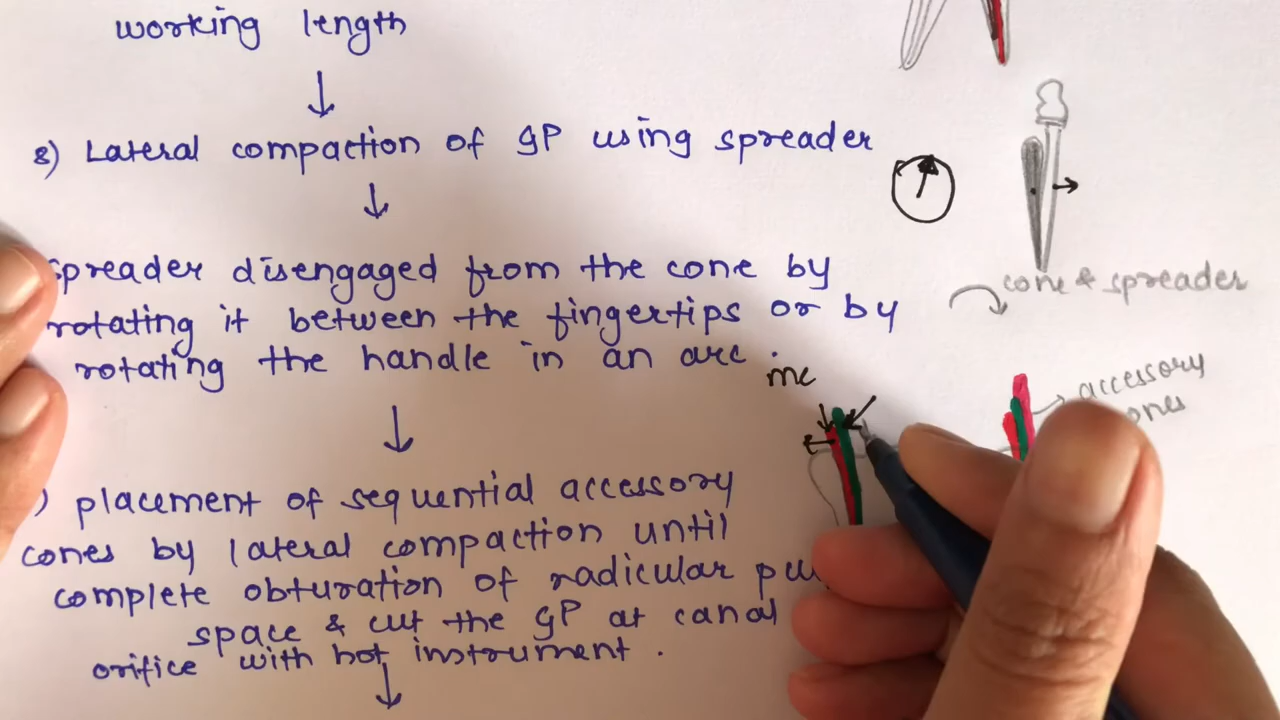 working length
8) Lateral compaction of GP using spreader
cone & spreader
spreader disengaged from the cone by
rotating it between the fingertips or by
rotating the handle in an arc.
mc
accessory
) placement of sequential accessory
cones by lateral compaction until
complete obturation of radicular
space & cut the GP at canal
orifice with hot instrument.